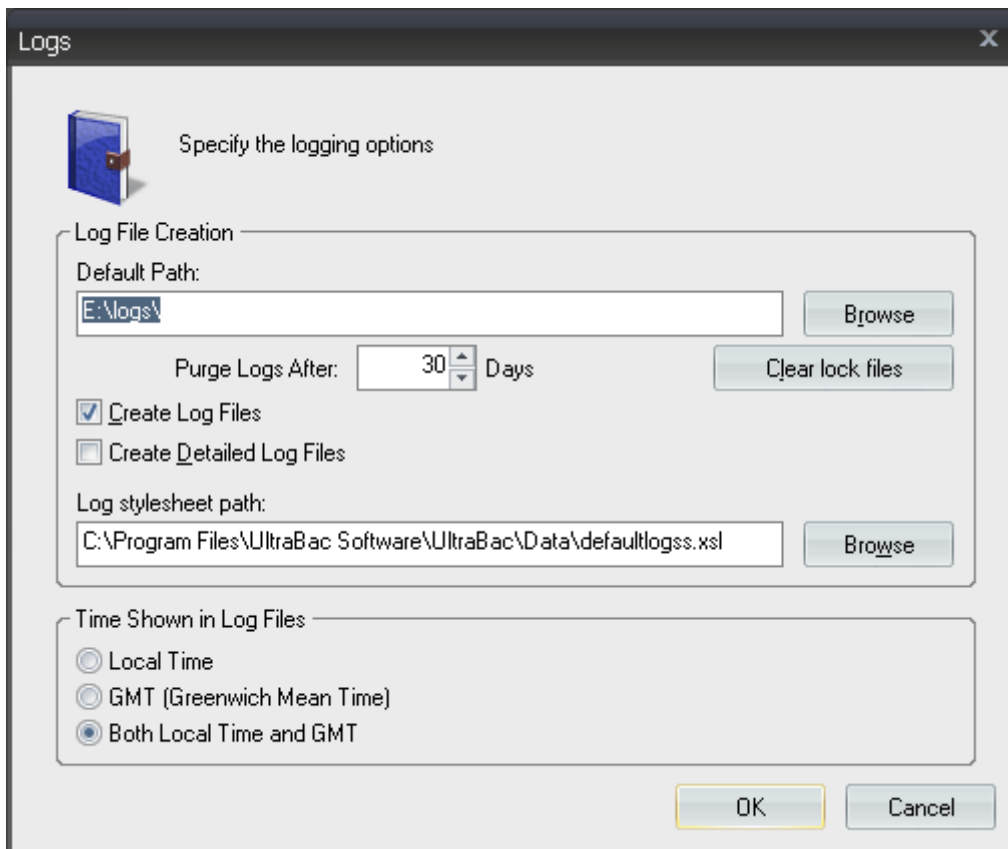 Logs
Specify the logging options
Log File Creation
Default Path:
E:\logs\
Browse
Purge Logs After: 30 Days
Clear lock files
Create Log Files
Create Detailed Log Files
Log stylesheet path:
C:\Program Files\UltraBac Software\UltraBac\Data\defaultlogss.xsl
Browse
Time Shown in Log Files
Local Time
GMT (Greenwich Mean Time)
Both Local Time and GMT
OK
Cancel